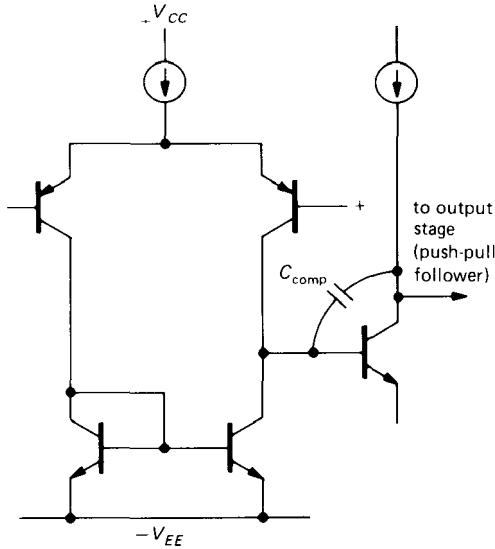 +V_CC
+
to output
stage
(push-pull
follower)
C_comp
−V_EE